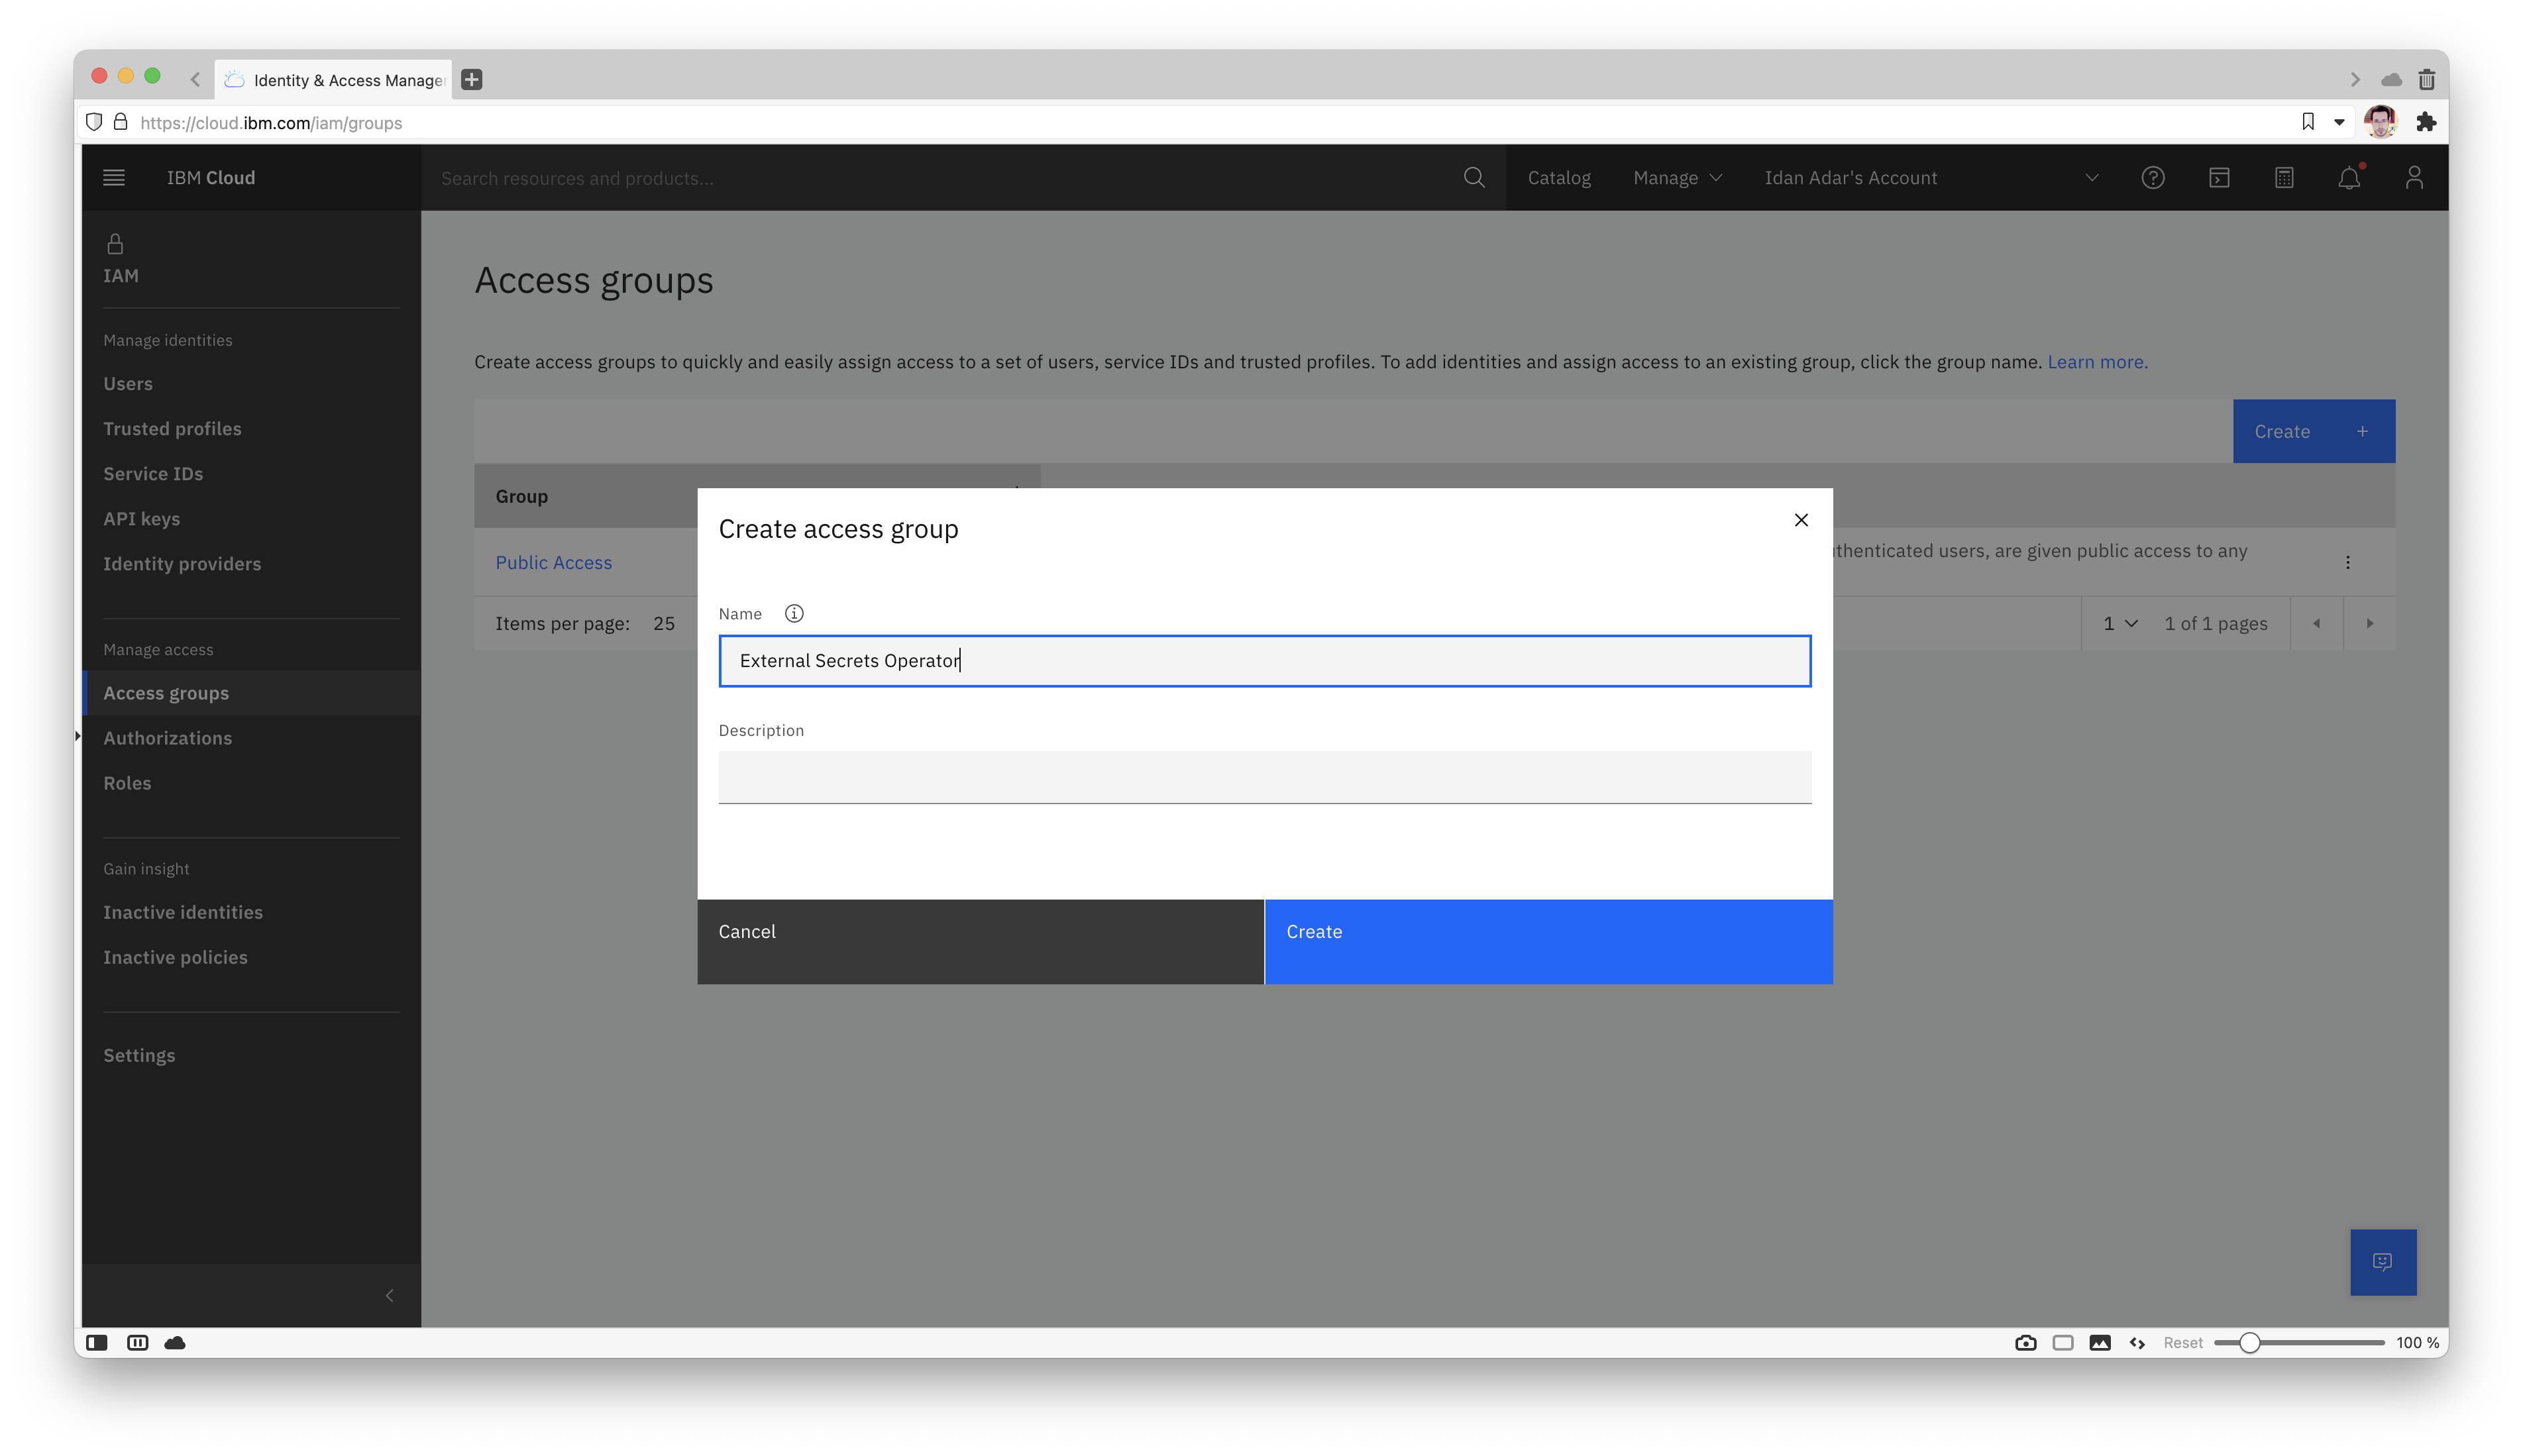 Identity & Access Manage
https://cloud.ibm.com/iam/groups
IBM Cloud
Search resources and products...
Catalog
Manage
Idan Adar's Account
IAM
Manage identities
Users
Trusted profiles
Service IDs
API keys
Identity providers
Manage access
Access groups
Authorizations
Roles
Gain insight
Inactive identities
Inactive policies
Settings
Access groups
Create access groups to quickly and easily assign access to a set of users, service IDs and trusted profiles. To add identities and assign access to an existing group, click the group name. Learn more.
Create +
Group
Public Access
thenticated users, are given public access to any
Items per page: 25
1
1 of 1 pages
Create access group
Name
External Secrets Operator
Description
Cancel
Create
Reset
100 %